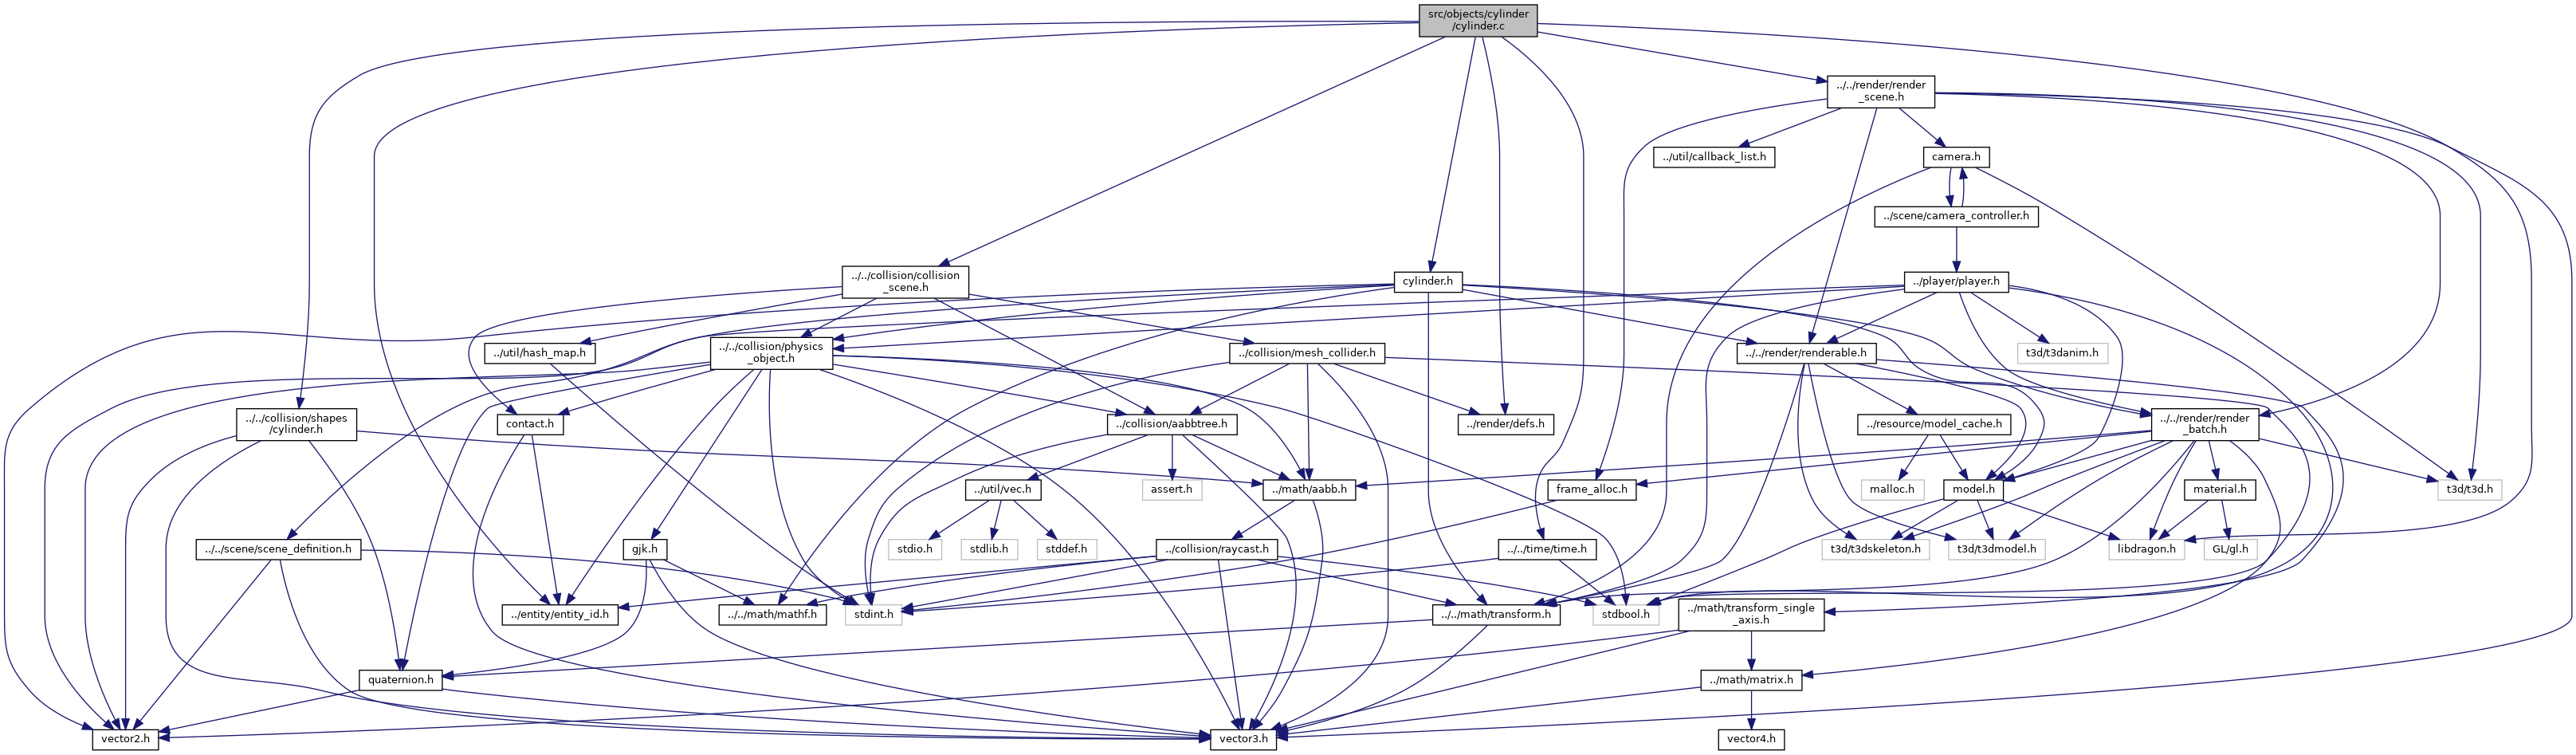 src/objects/cylinder
/cylinder.c
../../render/render
_scene.h
../util/callback_list.h
camera.h
../scene/camera_controller.h
../../collision/collision
_scene.h
cylinder.h
../player/player.h
../util/hash_map.h
../../collision/physics
_object.h
../collision/mesh_collider.h
../../render/renderable.h
t3d/t3danim.h
../../collision/shapes
/cylinder.h
contact.h
../collision/aabbtree.h
../render/defs.h
../resource/model_cache.h
../../render/render
_batch.h
../util/vec.h
assert.h
../math/aabb.h
frame_alloc.h
malloc.h
model.h
material.h
t3d/t3d.h
../../scene/scene_definition.h
gjk.h
stdio.h
stdlib.h
stddef.h
../collision/raycast.h
../../time/time.h
t3d/t3dskeleton.h
t3d/t3dmodel.h
libdragon.h
GL/gl.h
../entity/entity_id.h
../../math/mathf.h
stdint.h
../../math/transform.h
stdbool.h
../math/transform_single
_axis.h
quaternion.h
../math/matrix.h
vector2.h
vector3.h
vector4.h